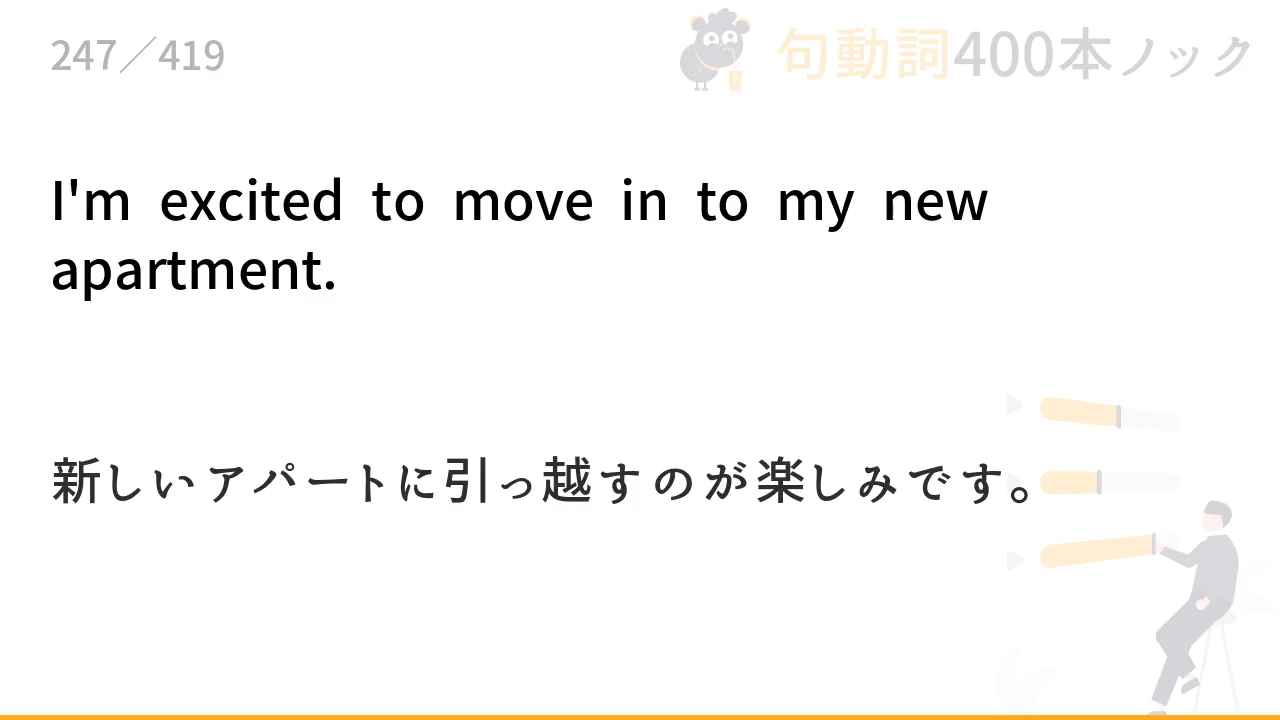 247／419
句動詞400本ノック
I'm excited to move in to my new
apartment.
新しいアパートに引っ越すのが楽しみです。